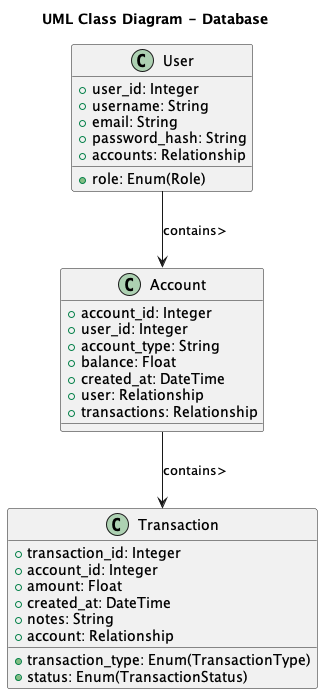 UML Class Diagram - Database
C User
user_id: Integer
username: String
email: String
password_hash: String
accounts: Relationship
role: Enum(Role)
contains>
C Account
account_id: Integer
user_id: Integer
account_type: String
balance: Float
created_at: DateTime
user: Relationship
transactions: Relationship
contains>
C Transaction
transaction_id: Integer
account_id: Integer
amount: Float
created_at: DateTime
notes: String
account: Relationship
transaction_type: Enum(TransactionType)
status: Enum(TransactionStatus)